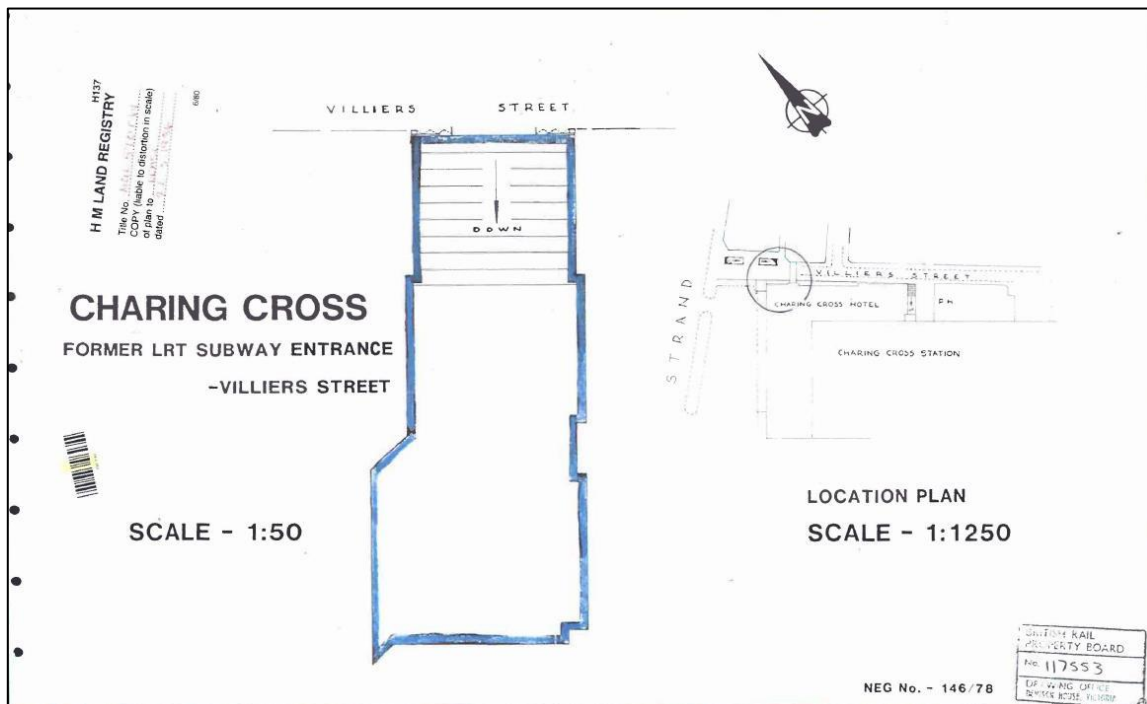 H M LAND REGISTRY
H137
Title No.
COPY (liable to distortion in scale)
of plan to
dated
6/80
VILLIERS STREET
DOWN
CHARING CROSS
FORMER LRT SUBWAY ENTRANCE
-VILLIERS STREET
SCALE - 1:50
N
VILLIERS STREET
STRAND
CHARING CROSS HOTEL
P.H
CHARING CROSS STATION
LOCATION PLAN
SCALE - 1:1250
BRITISH RAIL
PROPERTY BOARD
No. 117553
DRAWING OFFICE
NEG No. - 146/78